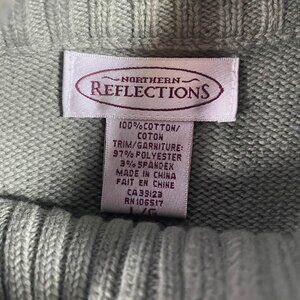 NORTHERN
REFLECTIONS
100% COTTON/
COTON
TRIM/GARNITURE:
97% POLYESTER
3% SPANDEX
MADE IN CHINA
FAIT EN CHINE
CA39123
RN106517
L/G